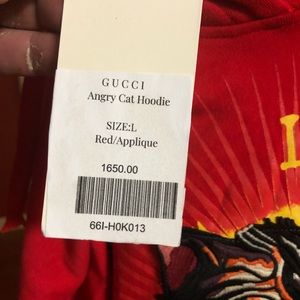 GUCCI
Angry Cat Hoodie
SIZE:L
Red/Applique
1650.00
66I-H0K013
L